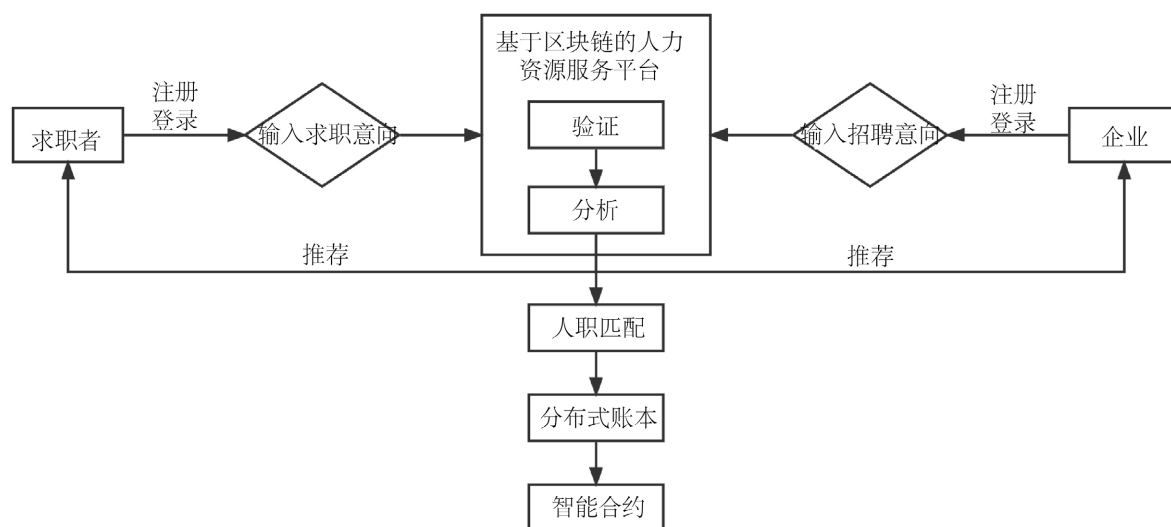 基于区块链的人力
资源服务平台
注册
登录
注册
登录
求职者
输入求职意向
验证
输入招聘意向
企业
分析
推荐
推荐
人职匹配
分布式账本
智能合约